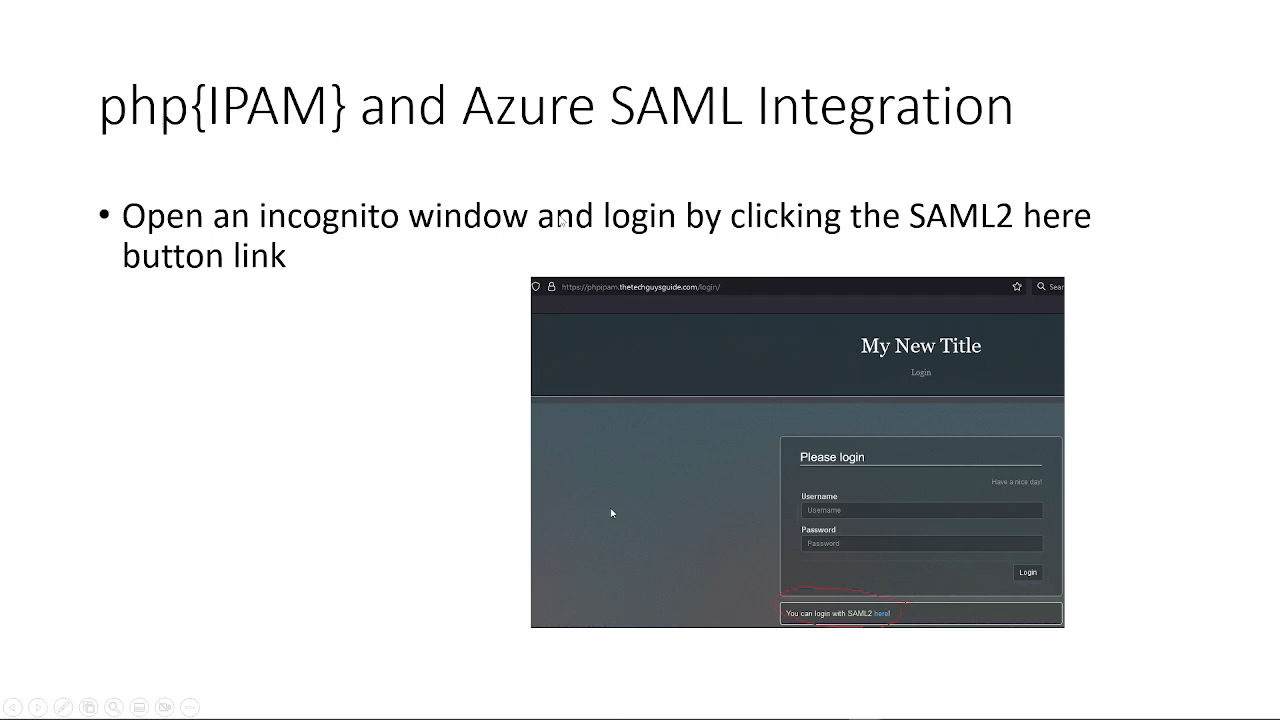 php{IPAM} and Azure SAML Integration
• Open an incognito window and login by clicking the SAML2 here
button link
https://phpipam.thetechguysguide.com/login/
Sear
My New Title
Login
Please login
Have a nice day!
Username
Username
Password
Password
Login
You can login with SAML2 here!